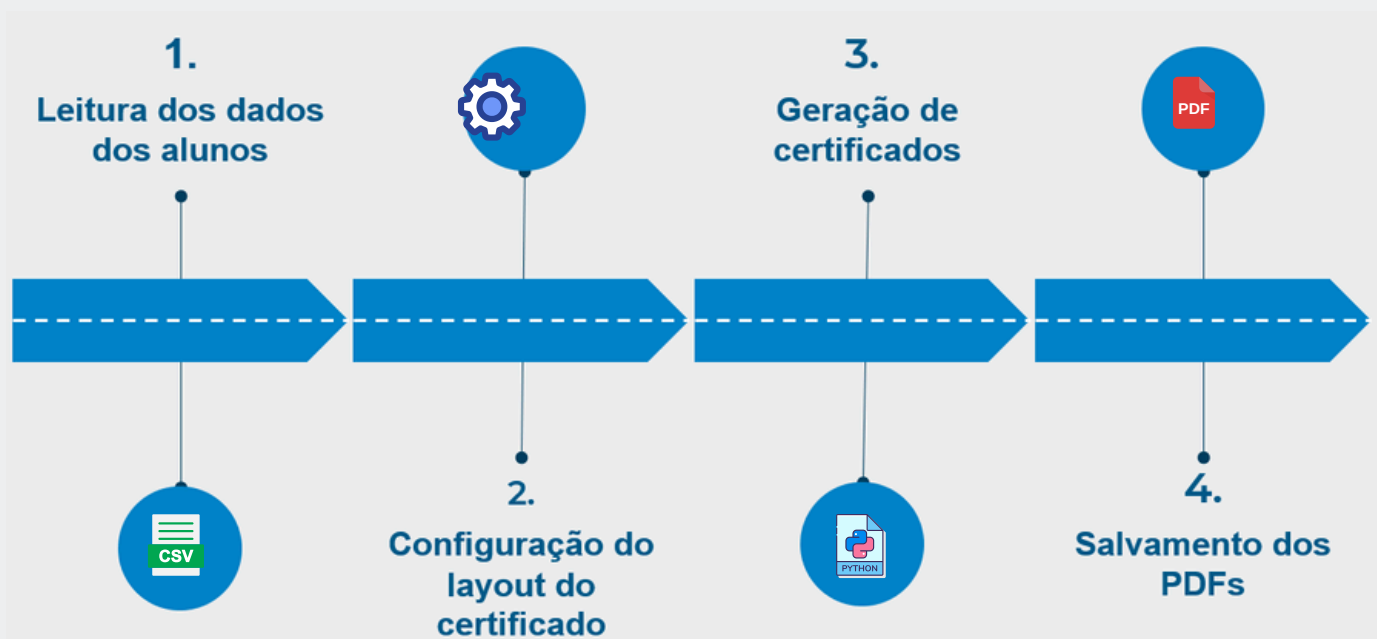 1.
Leitura dos dados
dos alunos
CSV
2.
Configuração do
layout do
certificado
3.
Geração de
certificados
PYTHON
PDF
4.
Salvamento dos
PDFs